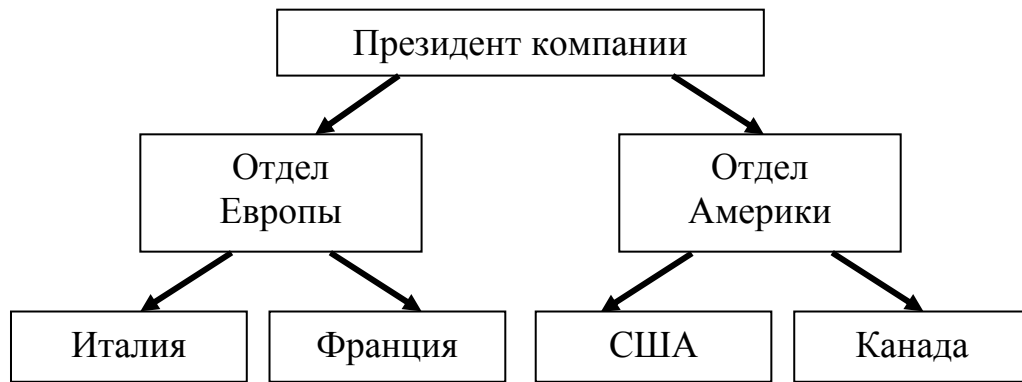 Президент компании
Отдел
Европы
Отдел
Америки
Италия
Франция
США
Канада